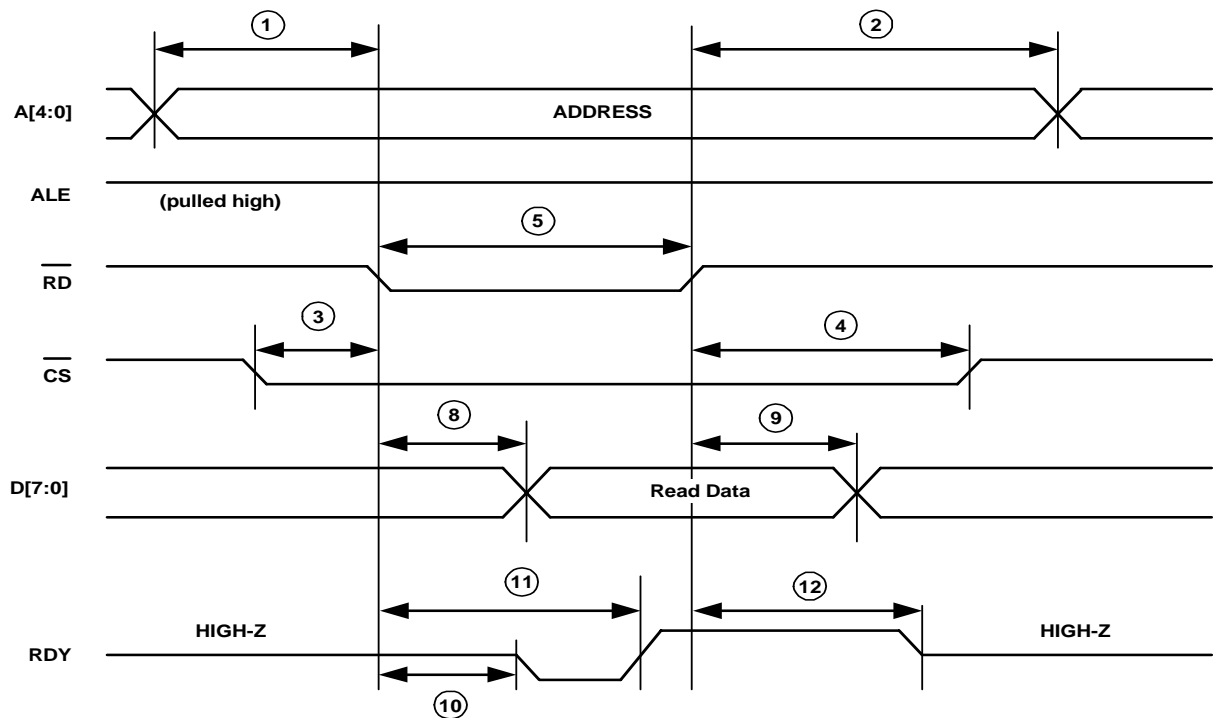 1
2
A[4:0]
ADDRESS
ALE
(pulled high)
5
RD
3
4
CS
8
9
D[7:0]
Read Data
11
12
HIGH-Z
HIGH-Z
RDY
10